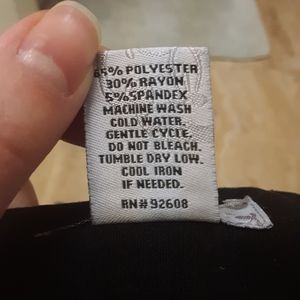 65% POLYESTER
30% RAYON
5% SPANDEX
MACHINE WASH
COLD WATER.
GENTLE CYCLE.
DO NOT BLEACH.
TUMBLE DRY LOW.
COOL IRON
IF NEEDED.
RN#92608